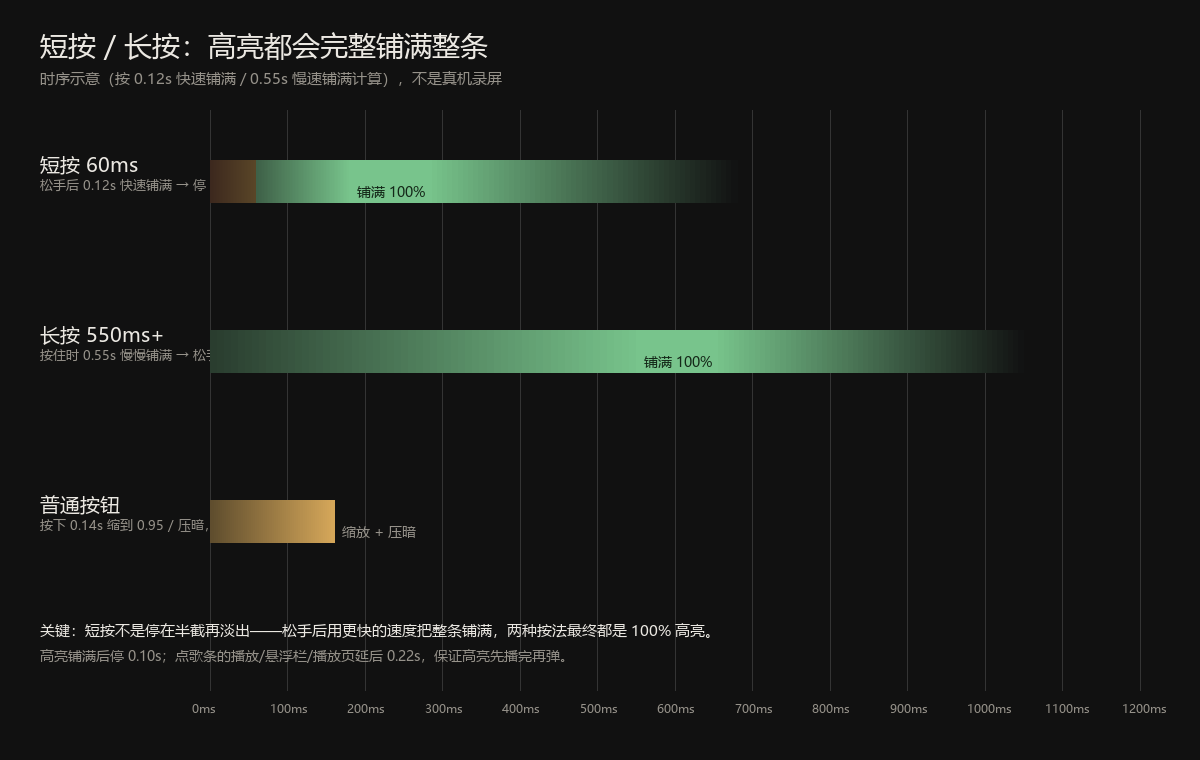 短按 / 长按：高亮都会完整铺满整条
时序示意（按 0.12s 快速铺满 / 0.55s 慢速铺满计算），不是真机录屏
短按 60ms
松手后 0.12s 快速铺满 → 停
铺满 100%
长按 550ms+
按住时 0.55s 慢慢铺满 → 松
铺满 100%
普通按钮
按下 0.14s 缩到 0.95 / 压暗，
缩放 + 压暗
关键：短按不是停在半截再淡出——松手后用更快的速度把整条铺满，两种按法最终都是 100% 高亮。
高亮铺满后停 0.10s；点歌条的播放/悬浮栏/播放页延后 0.22s，保证高亮先播完再弹。
0ms 100ms 200ms 300ms 400ms 500ms 600ms 700ms 800ms 900ms 1000ms 1100ms 1200ms